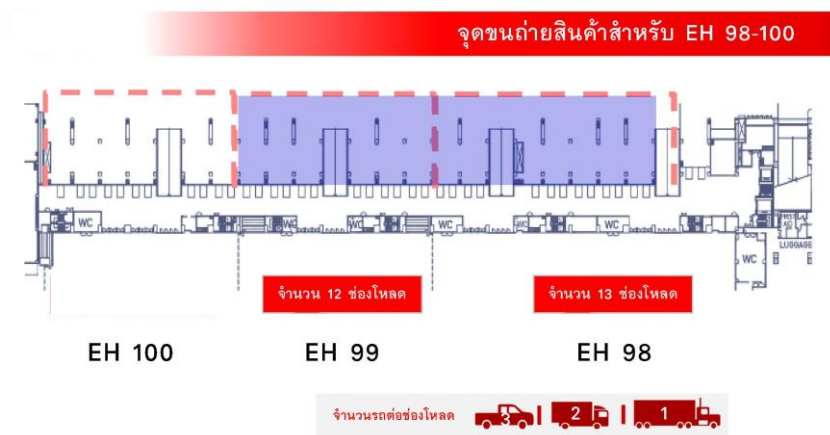 จุดขนถ่ายสินค้าสำหรับ EH 98-100
WC WC WC WC WC
FIRST AID
LUGGAGE
WC
จำนวน 12 ช่องโหลด จำนวน 13 ช่องโหลด
EH 100 EH 99 EH 98
จำนวนรถต่อช่องโหลด 3 2 1